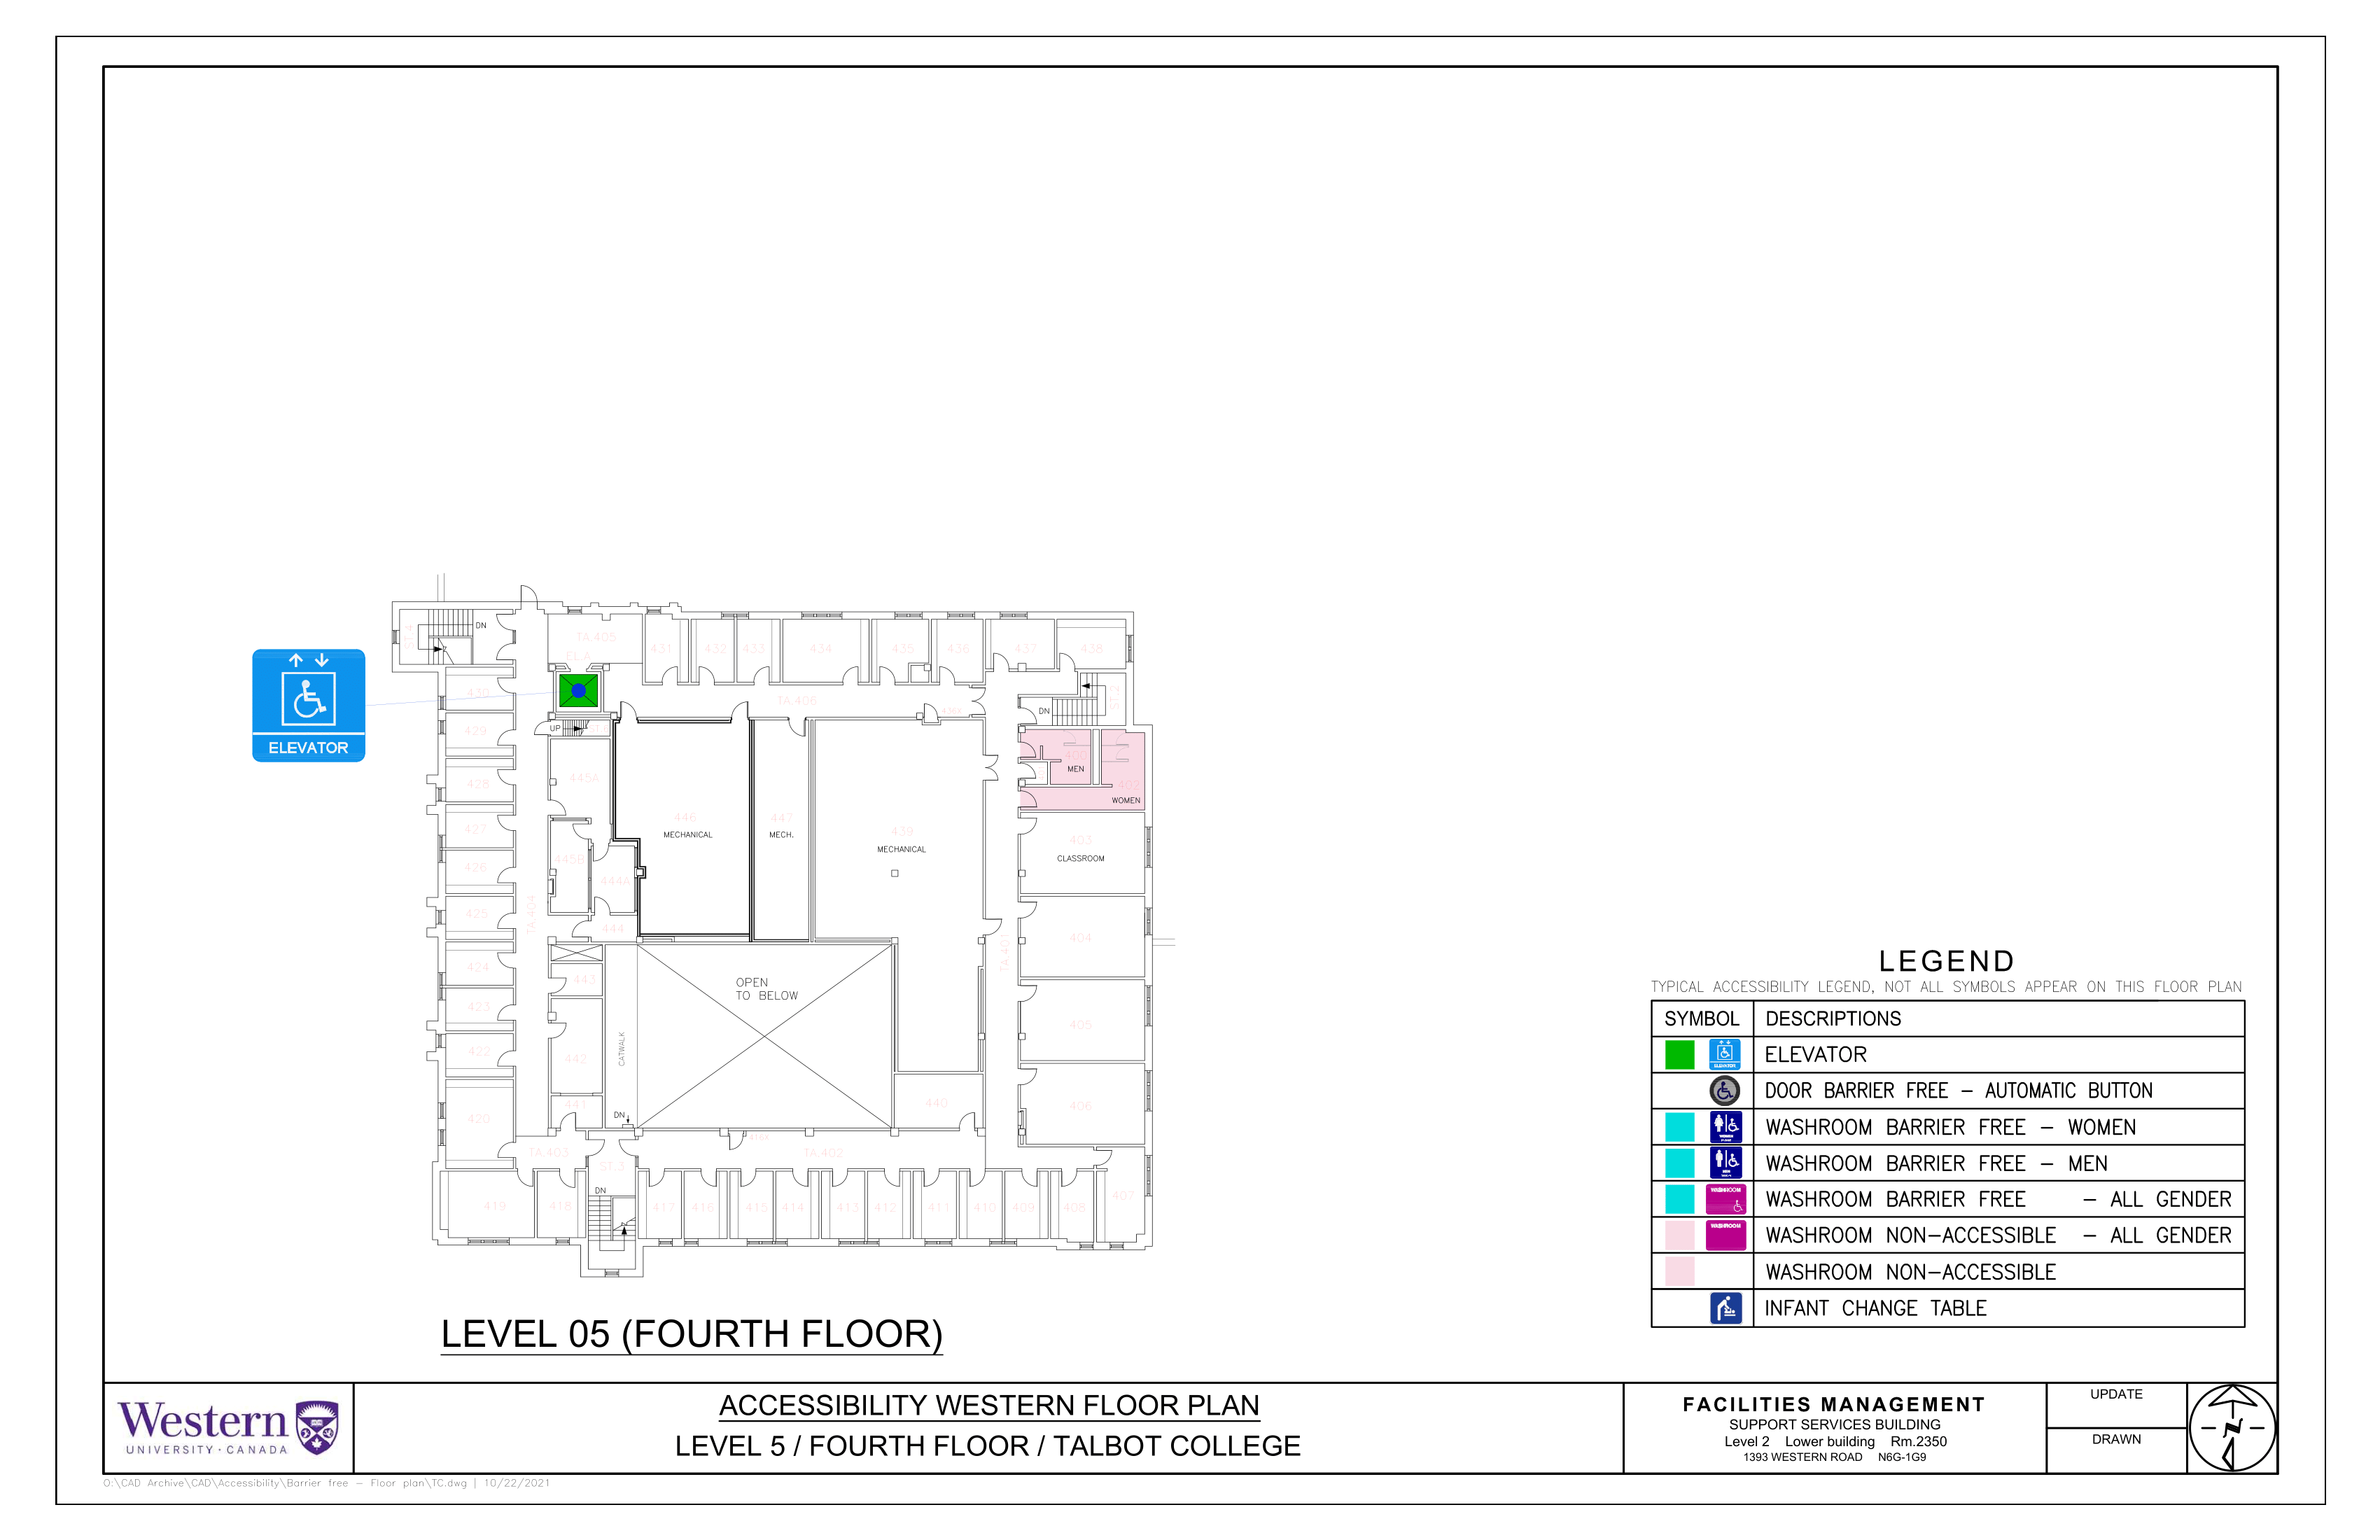 ST.4
DN
TA.405
EL.A
431
432
433
434
435
436
437
438
ELEVATOR
430
TA.406
436X
ST.2
DN
429
UP
445A
400
MEN
402
WOMEN
428
446
MECHANICAL
447
MECH.
439
MECHANICAL
403
CLASSROOM
427
445B
426
444A
425
TA.404
444
404
TA.401
424
443
OPEN
TO BELOW
423
405
422
442
CATWALK
441
440
406
420
DN
416X
TA.403
ST.3
TA.402
DN
419
418
417
416
415
414
413
412
411
410
409
408
407
LEVEL 05 (FOURTH FLOOR)
LEGEND
TYPICAL ACCESSIBILITY LEGEND, NOT ALL SYMBOLS APPEAR ON THIS FLOOR PLAN
SYMBOL DESCRIPTIONS
ELEVATOR ELEVATOR
DOOR BARRIER FREE – AUTOMATIC BUTTON
WASHROOM BARRIER FREE – WOMEN
WASHROOM BARRIER FREE – MEN
WASHROOM WASHROOM BARRIER FREE – ALL GENDER
WASHROOM WASHROOM NON–ACCESSIBLE – ALL GENDER
WASHROOM NON–ACCESSIBLE
INFANT CHANGE TABLE
Western
UNIVERSITY · CANADA
ACCESSIBILITY WESTERN FLOOR PLAN
LEVEL 5 / FOURTH FLOOR / TALBOT COLLEGE
FACILITIES MANAGEMENT
SUPPORT SERVICES BUILDING
Level 2 Lower building Rm.2350
1393 WESTERN ROAD N6G-1G9
UPDATE
DRAWN
N
O:\CAD Archive\CAD\Accessibility\Barrier free – Floor plan\TC.dwg | 10/22/2021